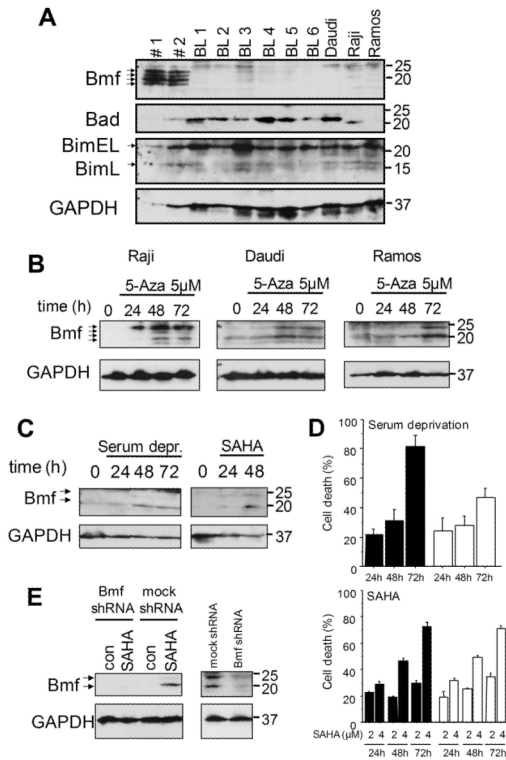 A
# 1 # 2 BL 1 BL 2 BL 3 BL 4 BL 5 BL 6 Daudi Raji Ramos
Bmf
25
20
Bad
25
20
BimEL
20
BimL
15
GAPDH
37
B
Raji Daudi Ramos
5-Aza 5µM 5-Aza 5µM 5-Aza 5µM
time (h) 0 24 48 72 0 24 48 72 0 24 48 72
Bmf
25
20
GAPDH
37
C
Serum depr. SAHA
time (h) 0 24 48 72 0 24 48
Bmf
25
20
GAPDH
37
D
Serum deprivation
Cell death (%)
100
80
60
40
20
0
24h 48h 72h 24h 48h 72h
SAHA
Cell death (%)
100
80
60
40
20
0
SAHA (µM) 2 4 2 4 2 4 2 4 2 4 2 4
24h 48h 72h 24h 48h 72h
E
Bmf shRNA
mock shRNA
con SAHA con SAHA
mock shRNA Bmf shRNA
Bmf
25
20
GAPDH
37